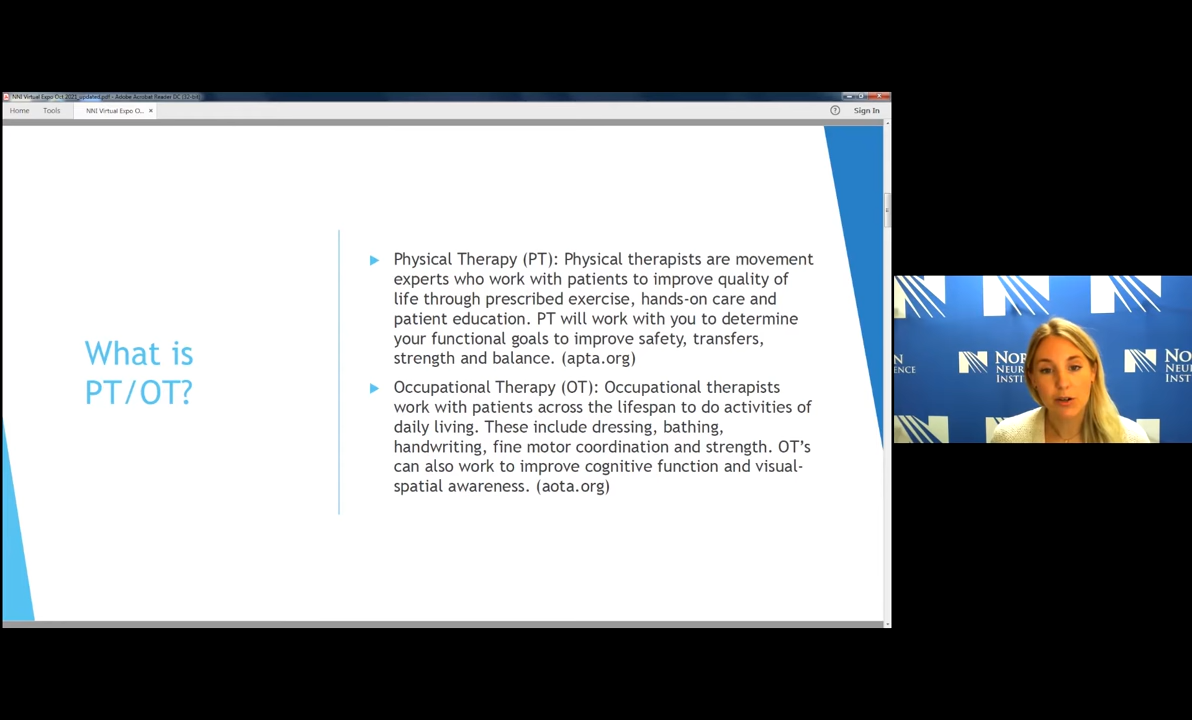 NNI Virtual Expo Oct 2021_updated.pdf - Adobe Acrobat Reader DC (32-bit)
Home Tools NNI Virtual Expo O... × ? Sign In
What is
PT/OT?
Physical Therapy (PT): Physical therapists are movement
experts who work with patients to improve quality of
life through prescribed exercise, hands-on care and
patient education. PT will work with you to determine
your functional goals to improve safety, transfers,
strength and balance. (apta.org)
Occupational Therapy (OT): Occupational therapists
work with patients across the lifespan to do activities of
daily living. These include dressing, bathing,
handwriting, fine motor coordination and strength. OT’s
can also work to improve cognitive function and visual-
spatial awareness. (aota.org)
NOR
NEUR
INSTI
NO
NEU
INS
N
ENCE